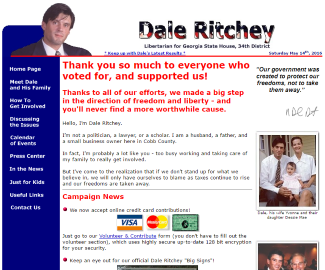 Dale Ritchey
Libertarian for Georgia State House, 34th District
* Keep up with Dale's Latest Results *
Saturday May 14th, 2016
Home Page
Meet Dale
and His Family
How To
Get Involved
Discussing
the Issues
Calendar
of Events
Press Center
In the News
Just for Kids
Useful Links
Contact Us
Thank you so much to everyone who
voted for, and supported us!
Thanks to all of our efforts, we made a big step
in the direction of freedom and liberty - and
you'll never find a more worthwhile cause.
Hello, I'm Dale Ritchey.
I'm not a politician, a lawyer, or a scholar. I am a husband, a father, and
a small business owner here in Cobb County.
In fact, I'm probably a lot like you - too busy working and taking care of
my family to really get involved.
But I've come to the realization that if we don't stand up for what we
believe in, we will only have ourselves to blame as taxes continue to rise
and our freedoms are taken away.
Campaign News
We now accept online credit card contributions!
VISA
Just go to our Volunteer & Contribute form (you don't have to fill out the
volunteer section), which uses highly secure up-to-date 128 bit encryption
for your security.
Keep an eye out for our official Dale Ritchey "Big Signs"!
"Our government was
created to protect our
freedoms, not to take
them away."
Dale, his wife Yvonne and their
daughter